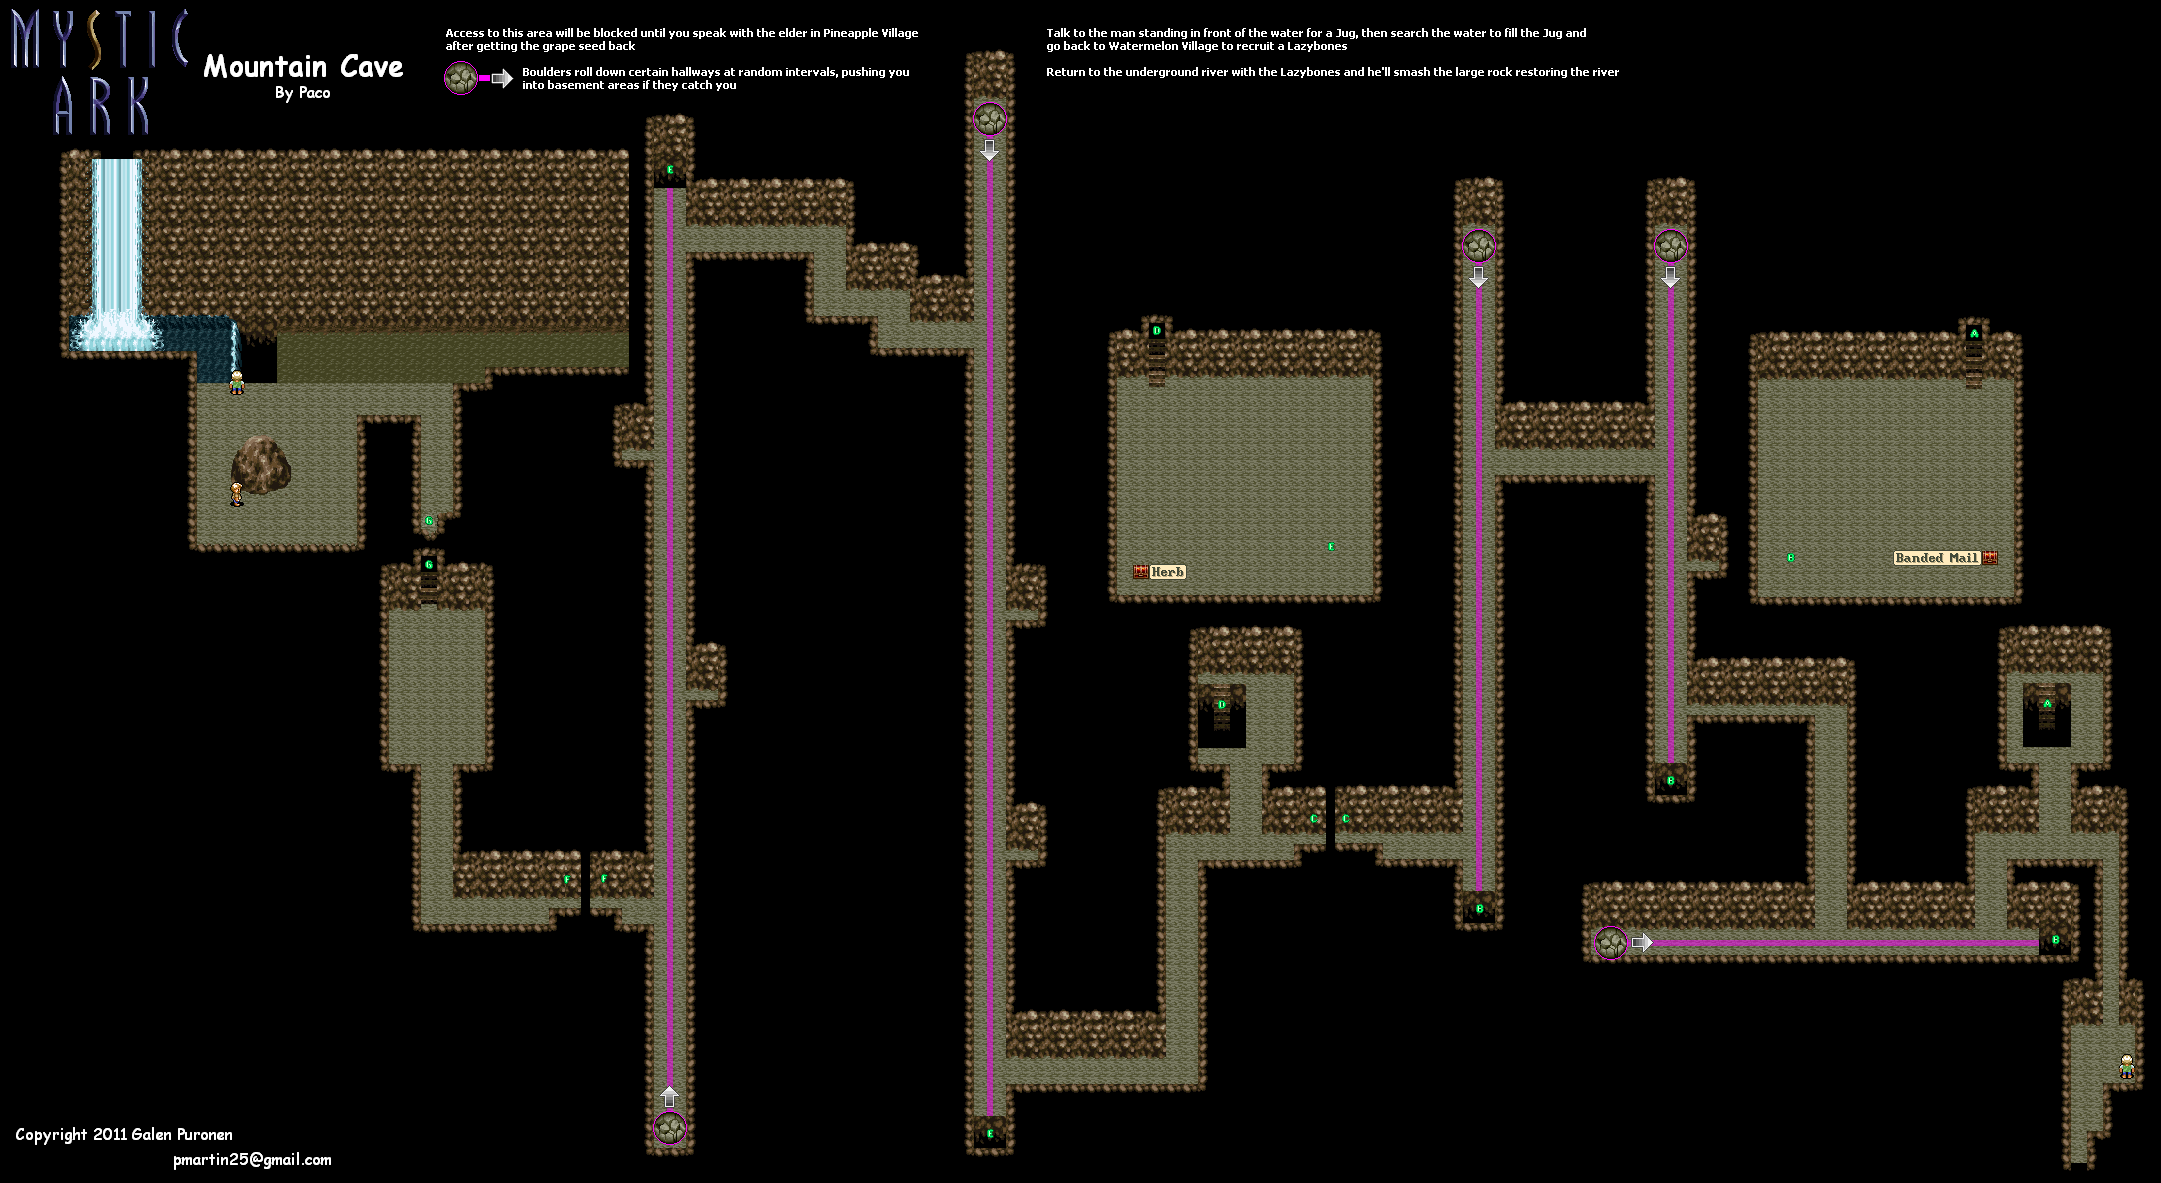 MYSTIC
ARK
Mountain Cave
By Paco
Access to this area will be blocked until you speak with the elder in Pineapple Village
after getting the grape seed back
Boulders roll down certain hallways at random intervals, pushing you
into basement areas if they catch you
Talk to the man standing in front of the water for a Jug, then search the water to fill the Jug and
go back to Watermelon Village to recruit a Lazybones
Return to the underground river with the Lazybones and he'll smash the large rock restoring the river
E
D
A
G
G
E
B
Herb
Banded Mail
D
A
B
C
C
F
F
B
B
E
Copyright 2011 Galen Puronen
pmartin25@gmail.com